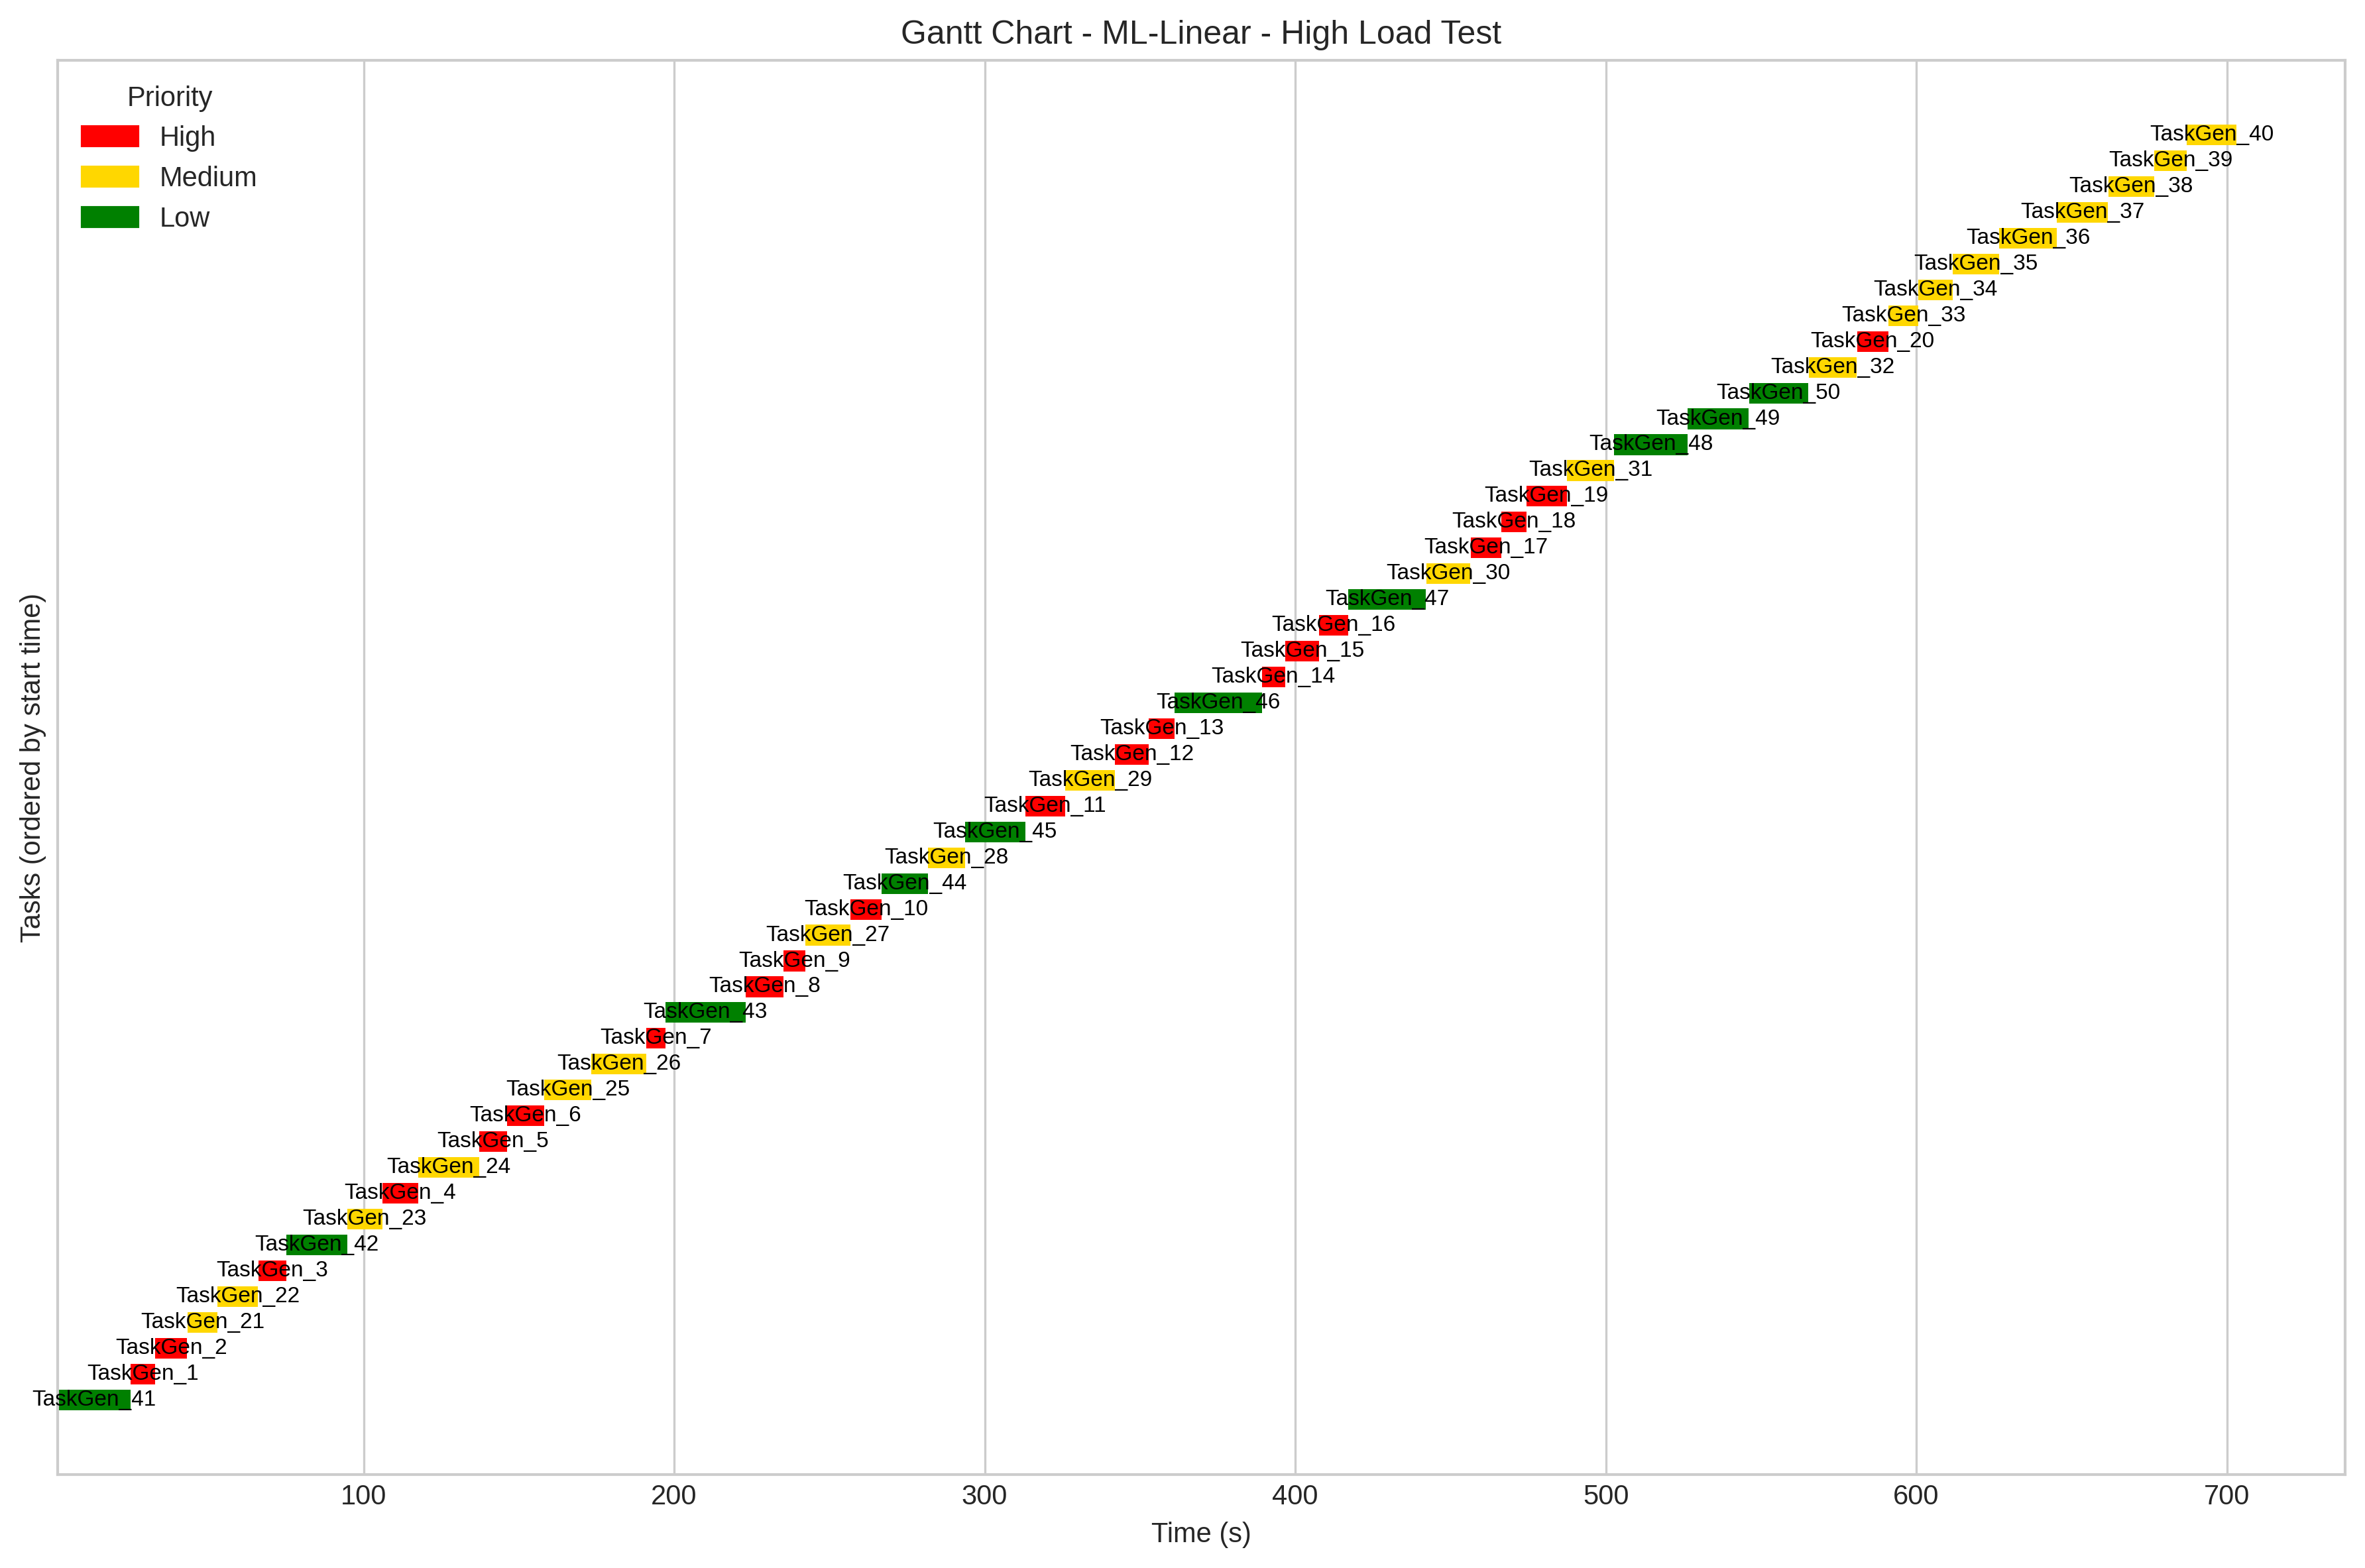 Gantt Chart - ML-Linear - High Load Test
Priority
High
Medium
Low
TaskGen_40
TaskGen_39
TaskGen_38
TaskGen_37
TaskGen_36
TaskGen_35
TaskGen_34
TaskGen_33
TaskGen_20
TaskGen_32
TaskGen_50
TaskGen_49
TaskGen_48
TaskGen_31
TaskGen_19
TaskGen_18
TaskGen_17
TaskGen_30
TaskGen_47
TaskGen_16
TaskGen_15
TaskGen_14
TaskGen_46
TaskGen_13
TaskGen_12
TaskGen_29
TaskGen_11
TaskGen_45
TaskGen_28
TaskGen_44
TaskGen_10
TaskGen_27
TaskGen_9
TaskGen_8
TaskGen_43
TaskGen_7
TaskGen_26
TaskGen_25
TaskGen_6
TaskGen_5
TaskGen_24
TaskGen_4
TaskGen_23
TaskGen_42
TaskGen_3
TaskGen_22
TaskGen_21
TaskGen_2
TaskGen_1
TaskGen_41
Tasks (ordered by start time)
100 200 300 400 500 600 700
Time (s)